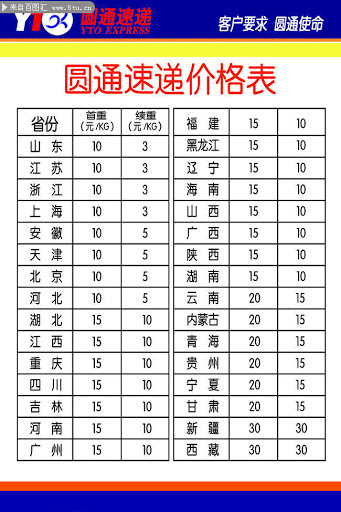 来自百图汇 www.5tu.cn
YTO 圆通速递
YTO EXPRESS
客户要求 圆通使命
圆通速递价格表
省份 首重(元/KG) 续重(元/KG)
山东 10 3
江苏 10 3
浙江 10 3
上海 10 3
安徽 10 5
天津 10 5
北京 10 5
河北 10 5
湖北 15 10
江西 15 10
重庆 15 10
四川 15 10
吉林 15 10
河南 15 10
广州 15 10
福建 15 10
黑龙江 15 10
辽宁 15 10
海南 15 10
山西 15 10
广西 15 10
陕西 15 10
湖南 15 10
云南 20 15
内蒙古 20 15
青海 20 15
贵州 20 15
宁夏 20 15
甘肃 20 15
新疆 30 30
西藏 30 30